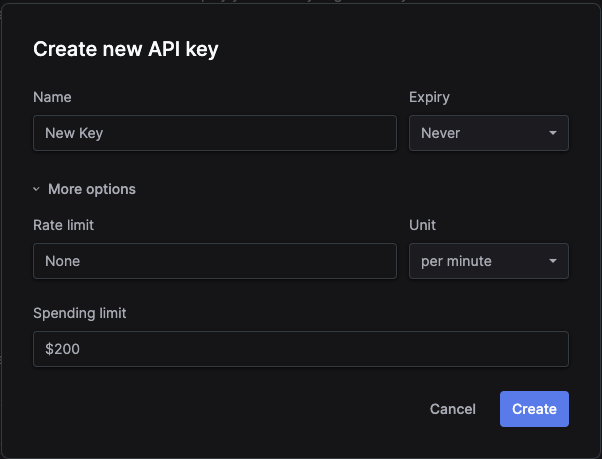 Create new API key
Name
Expiry
New Key
Never
More options
Rate limit
Unit
None
per minute
Spending limit
$200
Cancel
Create